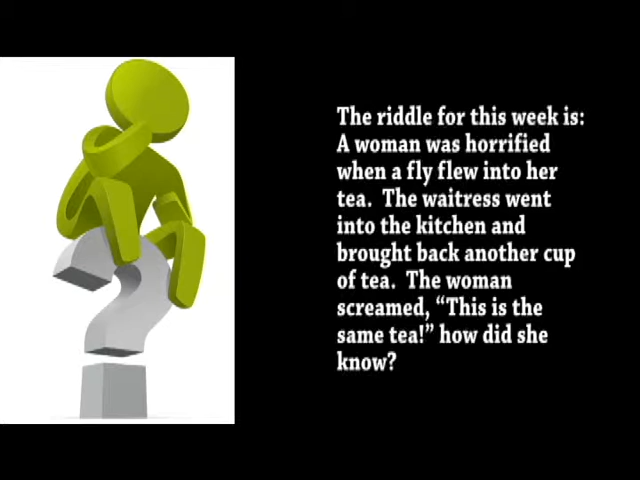 The riddle for this week is:
A woman was horrified
when a fly flew into her
tea.  The waitress went
into the kitchen and
brought back another cup
of tea.  The woman
screamed, “This is the
same tea!” how did she
know?